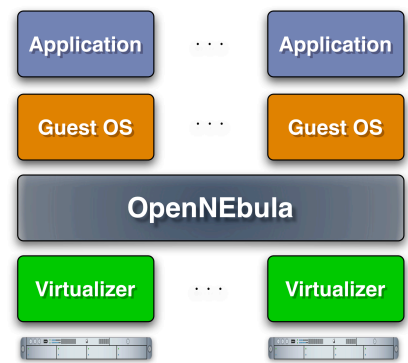 Application ... Application
Guest OS ... Guest OS
OpenNEbula
Virtualizer ... Virtualizer